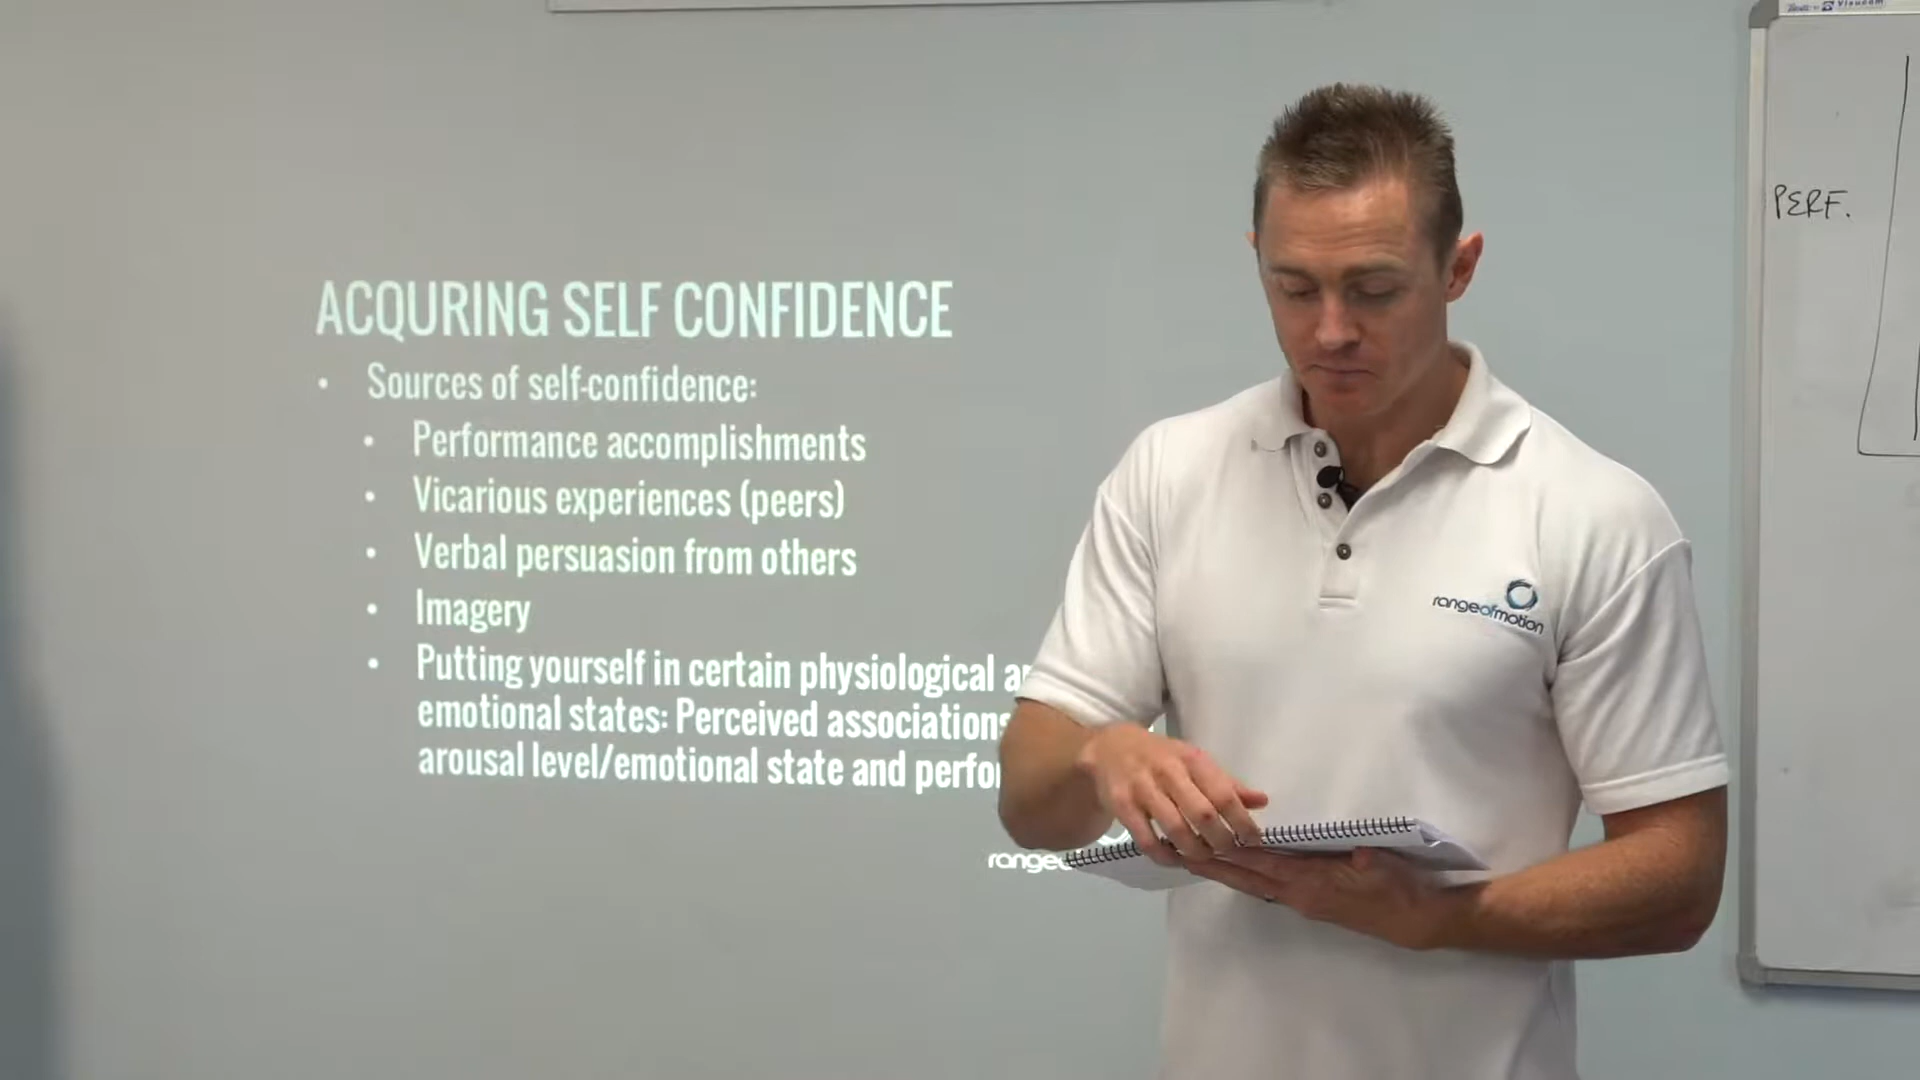 ACQURING SELF CONFIDENCE
• Sources of self-confidence:
• Performance accomplishments
• Vicarious experiences (peers)
• Verbal persuasion from others
• Imagery
• Putting yourself in certain physiological
emotional states: Perceived associations
arousal level/emotional state and
rangeofmotion
PERF.